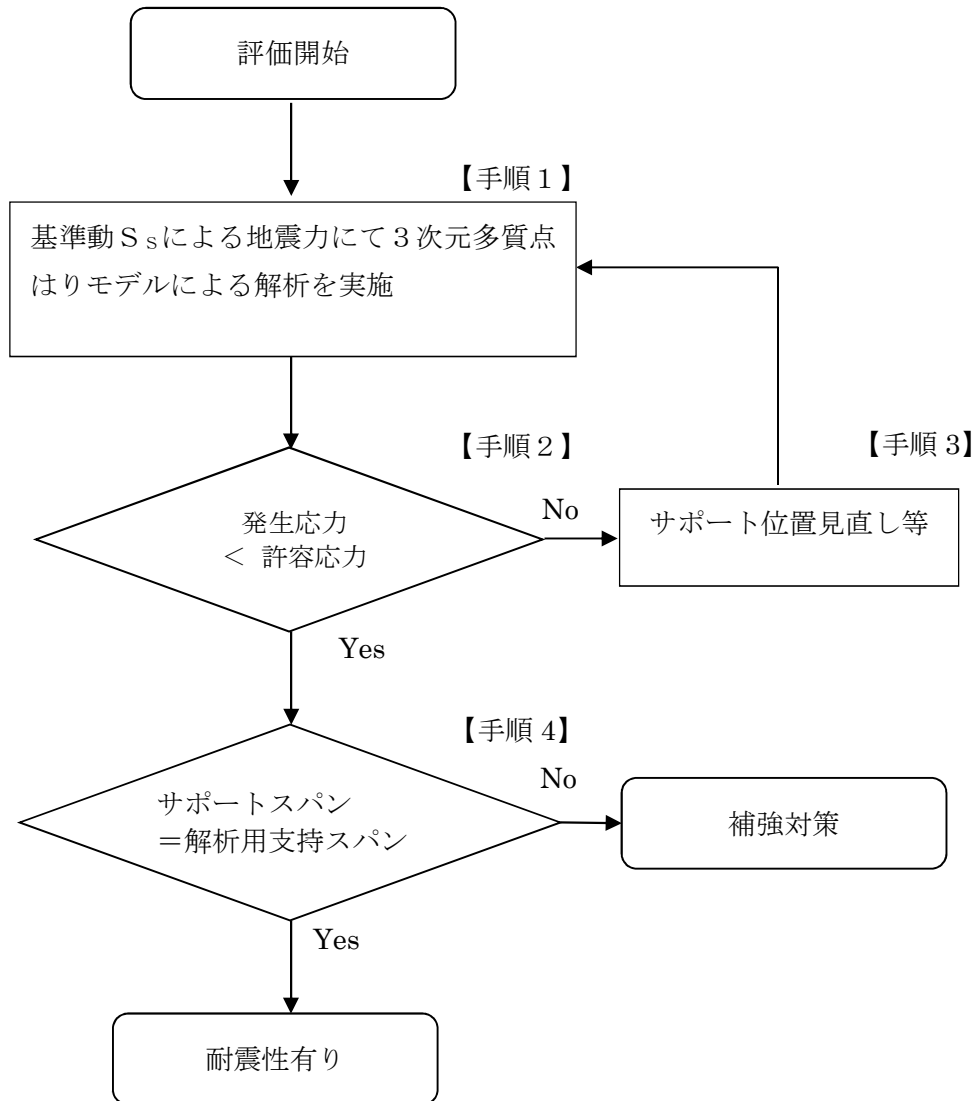 評価開始
【手順１】
基準動Ｓｓによる地震力にて３次元多質点
はりモデルによる解析を実施
【手順２】
【手順 3】
発生応力
＜ 許容応力
No
サポート位置見直し等
Yes
【手順 4】
No
サポートスパン
＝解析用支持スパン
補強対策
Yes
耐震性有り